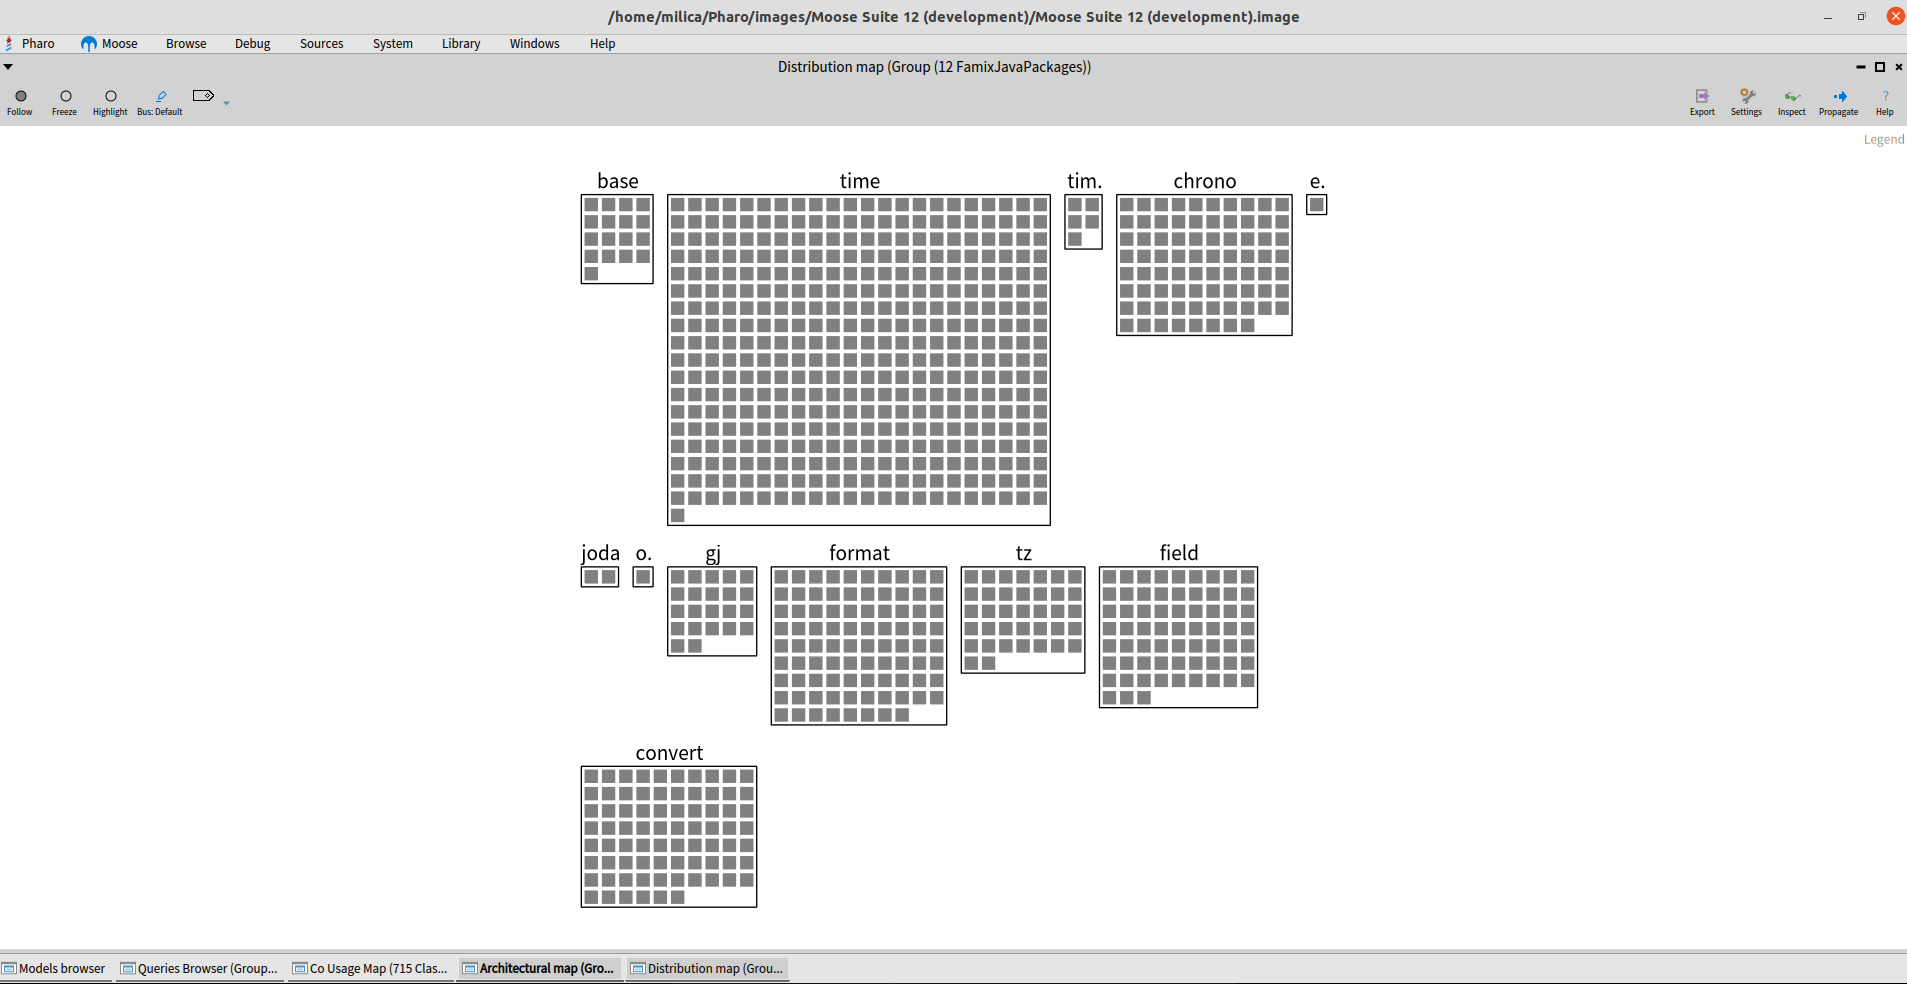 /home/milica/Pharo/images/Moose Suite 12 (development)/Moose Suite 12 (development).image
Pharo Moose Browse Debug Sources System Library Windows Help
Distribution map (Group (12 FamixJavaPackages))
Follow Freeze Highlight Bus: Default Export Settings Inspect Propagate Help
Legend
base time tim. chrono e.
joda o. gj format tz field
convert
Models browser Queries Browser (Group... Co Usage Map (715 Clas... Architectural map (Gro... Distribution map (Grou...